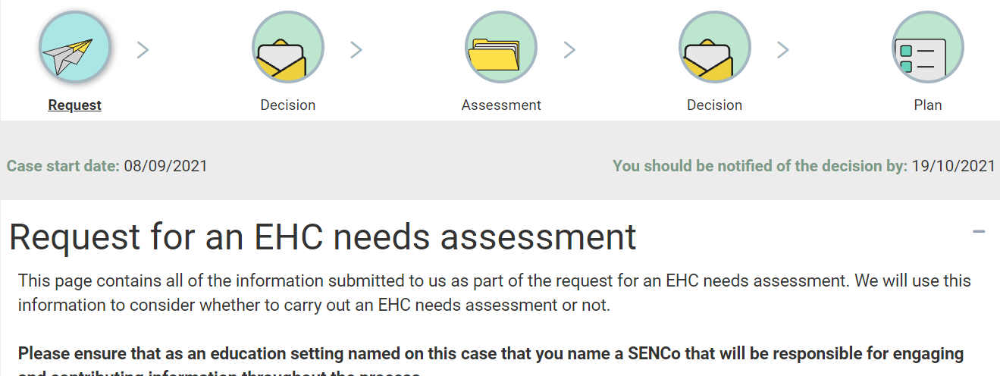 Request
Decision
Assessment
Decision
Plan
Case start date: 08/09/2021
You should be notified of the decision by: 19/10/2021
Request for an EHC needs assessment
This page contains all of the information submitted to us as part of the request for an EHC needs assessment. We will use this
information to consider whether to carry out an EHC needs assessment or not.
Please ensure that as an education setting named on this case that you name a SENCo that will be responsible for engaging
and contributing information throughout the process.